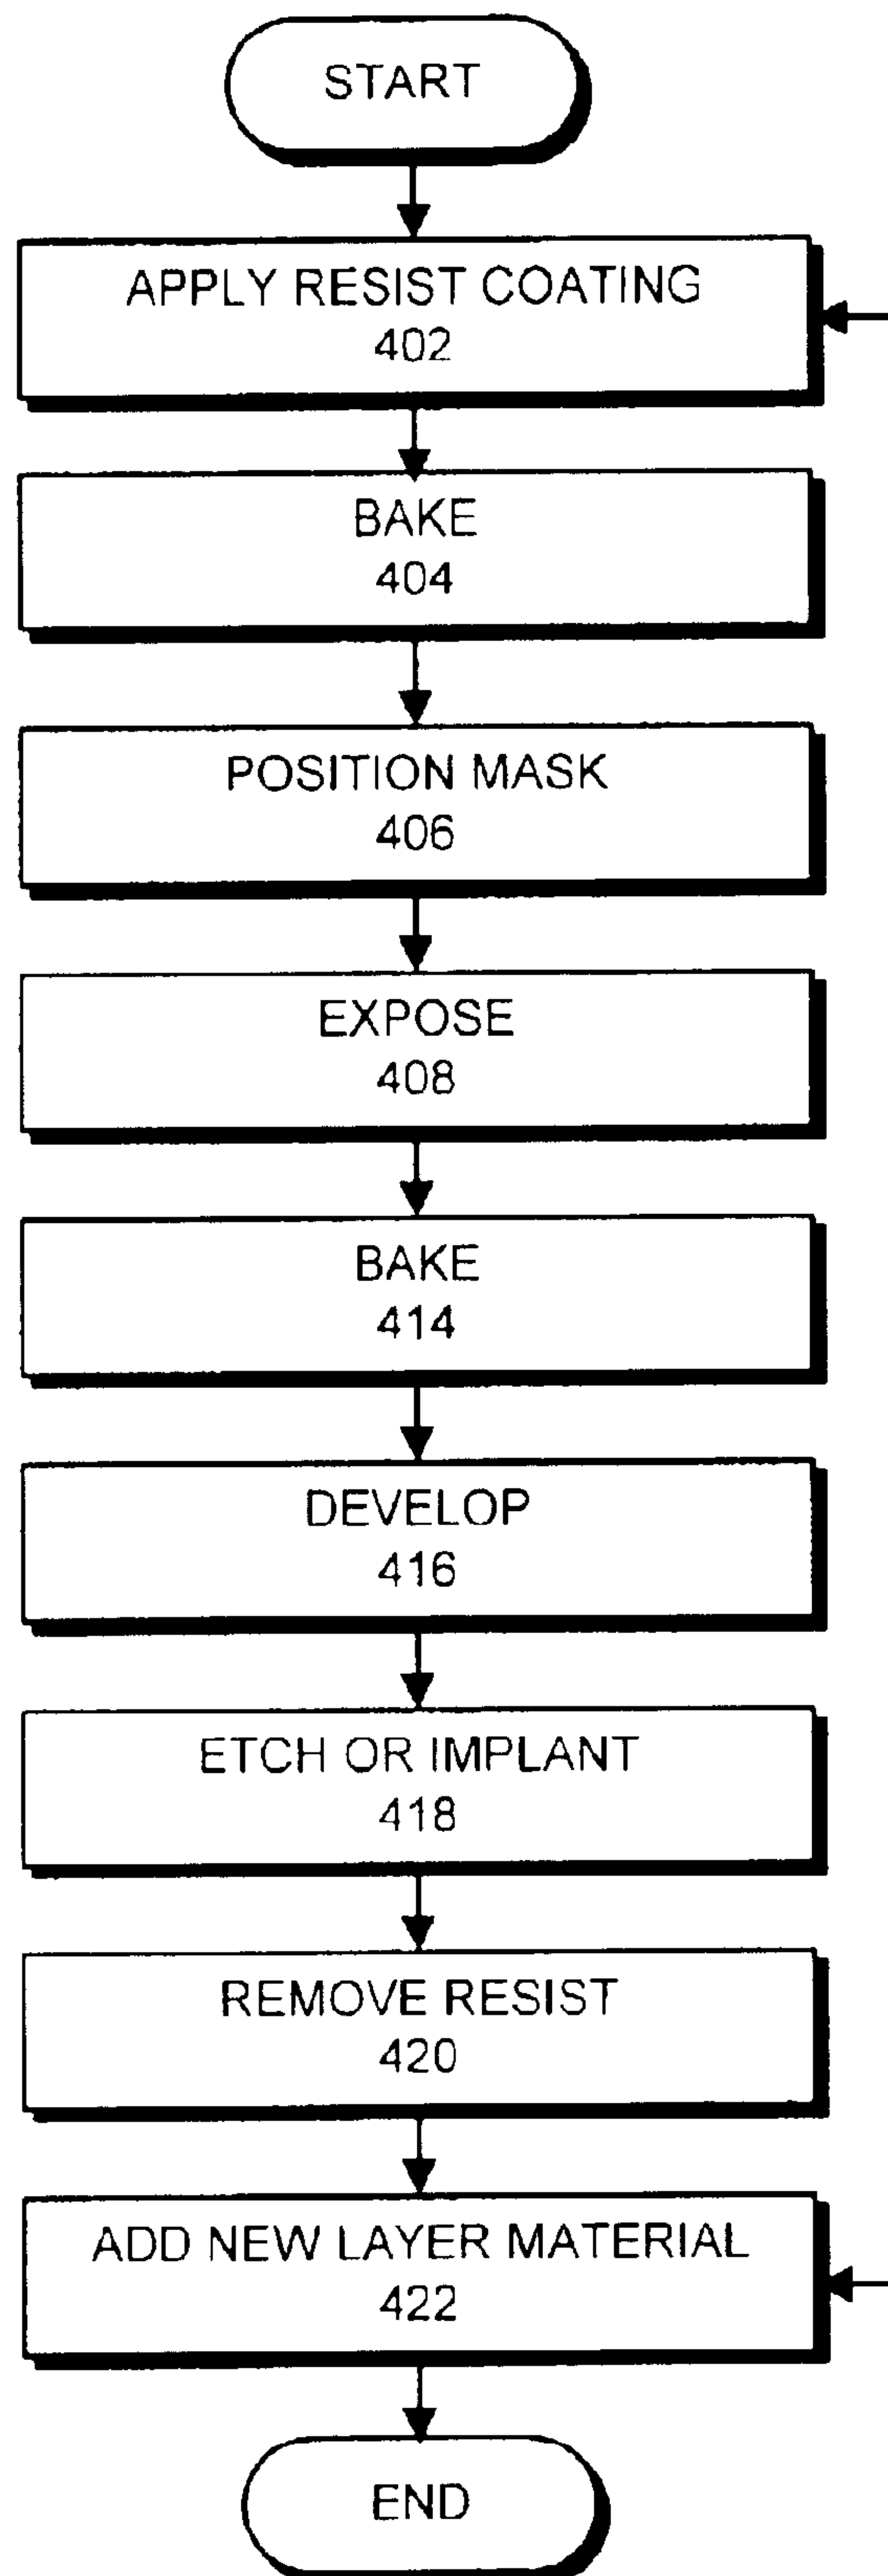 START
APPLY RESIST COATING
402
BAKE
404
POSITION MASK
406
EXPOSE
408
BAKE
414
DEVELOP
416
ETCH OR IMPLANT
418
REMOVE RESIST
420
ADD NEW LAYER MATERIAL
422
END